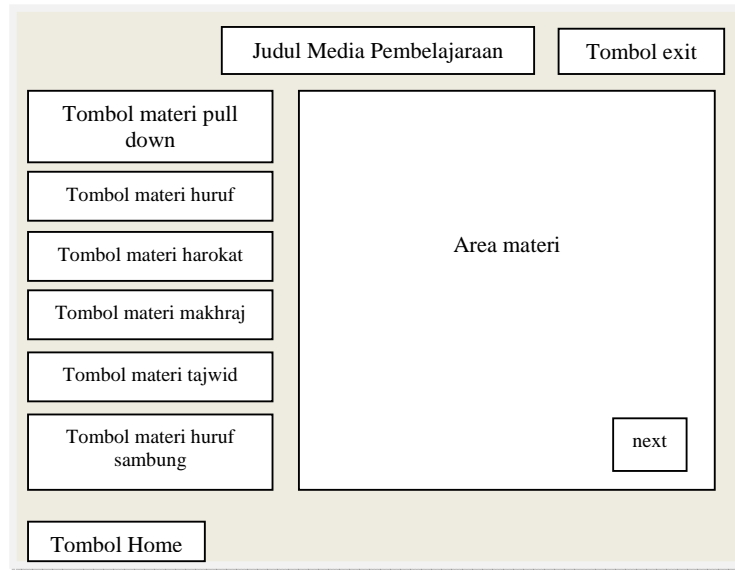 Judul Media Pembelajaraan
Tombol exit
Tombol materi pull
down
Tombol materi huruf
Tombol materi harokat
Tombol materi makhraj
Tombol materi tajwid
Tombol materi huruf
sambung
Area materi
next
Tombol Home